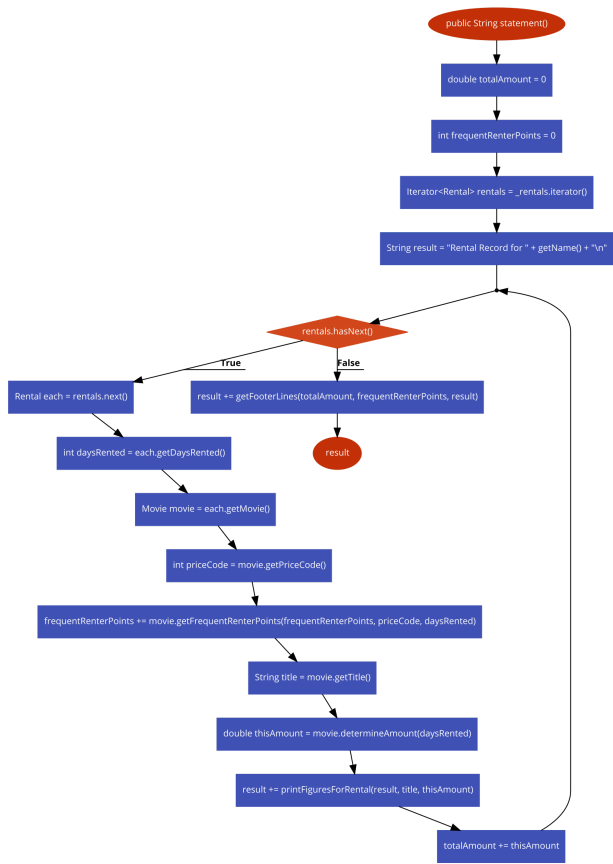 public String statement()
double totalAmount = 0
int frequentRenterPoints = 0
Iterator<Rental> rentals = _rentals.iterator()
String result = "Rental Record for " + getName() + "\n"
rentals.hasNext()
True
False
Rental each = rentals.next()
result += getFooterLines(totalAmount, frequentRenterPoints, result)
int daysRented = each.getDaysRented()
result
Movie movie = each.getMovie()
int priceCode = movie.getPriceCode()
frequentRenterPoints += movie.getFrequentRenterPoints(frequentRenterPoints, priceCode, daysRented)
String title = movie.getTitle()
double thisAmount = movie.determineAmount(daysRented)
result += printFiguresForRental(result, title, thisAmount)
totalAmount += thisAmount